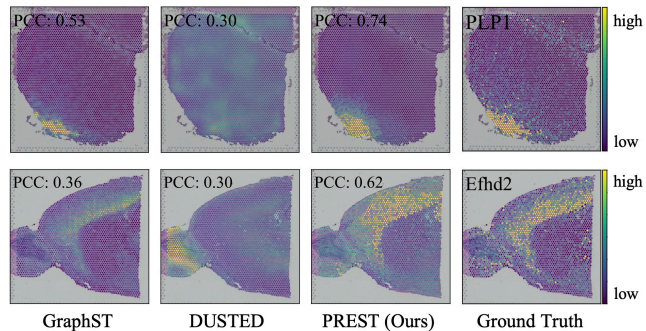 PCC: 0.53 PCC: 0.30 PCC: 0.74 PLP1 high
low
PCC: 0.36 PCC: 0.30 PCC: 0.62 Efhd2 high
low
GraphST DUSTED PREST (Ours) Ground Truth